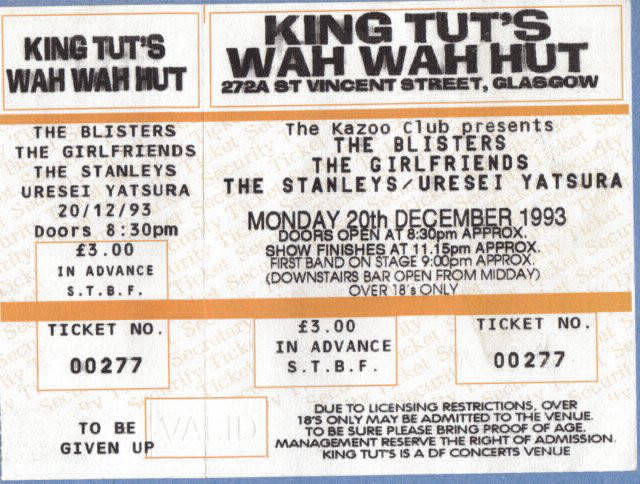 KING TUT'S
WAH WAH HUT
THE BLISTERS
THE GIRLFRIENDS
THE STANLEYS
URESEI YATSURA
20/12/93
Doors 8:30pm
£3.00
IN ADVANCE
S.T.B.F.
TICKET NO.
00277
TO BE
GIVEN UP
KING TUT'S
WAH WAH HUT
272A ST VINCENT STREET, GLASGOW
The Kazoo Club presents
THE BLISTERS
THE GIRLFRIENDS
THE STANLEYS/URESEI YATSURA
MONDAY 20th DECEMBER 1993
DOORS OPEN AT 8:30pm APPROX.
SHOW FINISHES AT 11.15pm APPROX.
FIRST BAND ON STAGE 9:00pm APPROX.
(DOWNSTAIRS BAR OPEN FROM MIDDAY)
OVER 18's ONLY
£3.00
IN ADVANCE
S.T.B.F.
TICKET NO.
00277
VALID
DUE TO LICENSING RESTRICTIONS, OVER
18'S ONLY MAY BE ADMITTED TO THE VENUE.
TO BE SURE PLEASE BRING PROOF OF AGE.
MANAGEMENT RESERVE THE RIGHT OF ADMISSION.
KING TUT'S IS A DF CONCERTS VENUE